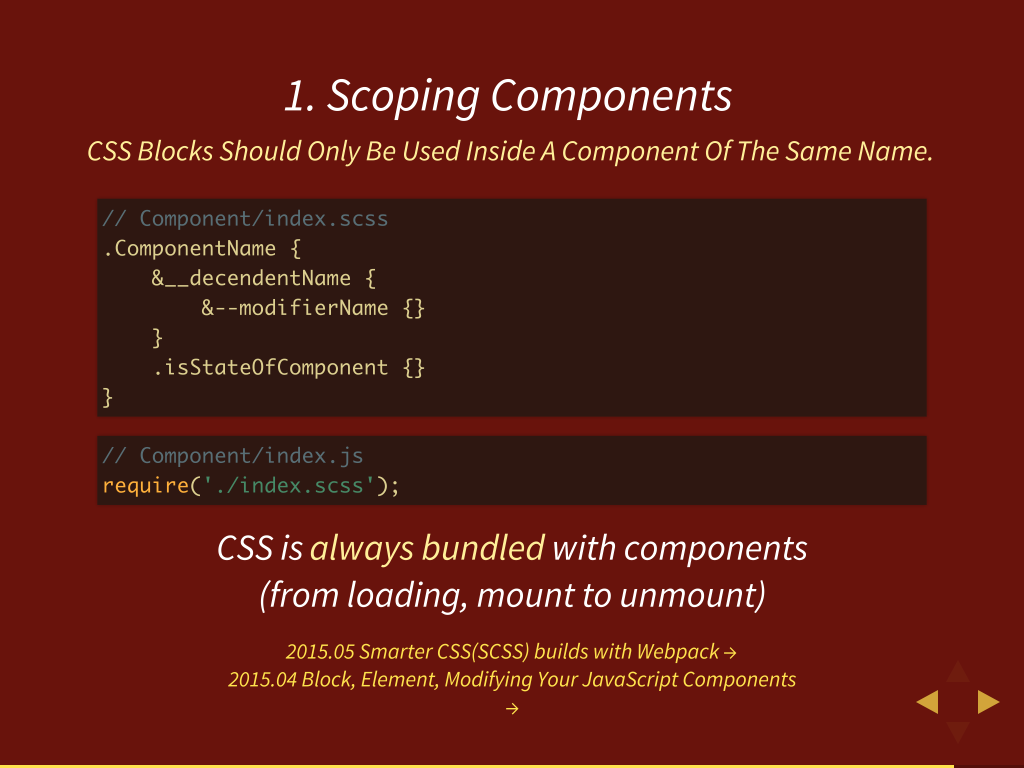 1. Scoping Components
CSS Blocks Should Only Be Used Inside A Component Of The Same Name.
// Component/index.scss
.ComponentName {
    &__decendentName {
        &--modifierName {}
    }
    .isStateOfComponent {}
}
// Component/index.js
require('./index.scss');
CSS is always bundled with components
(from loading, mount to unmount)
2015.05 Smarter CSS(SCSS) builds with Webpack →
2015.04 Block, Element, Modifying Your JavaScript Components
→